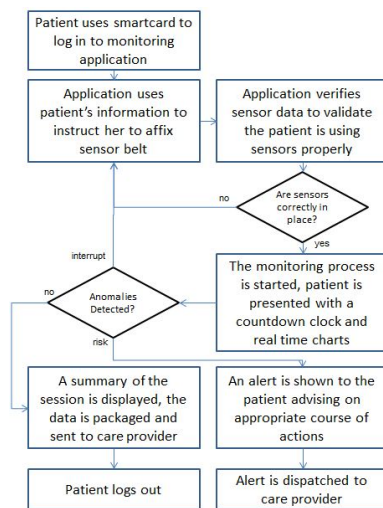 Patient uses smartcard to
log in to monitoring
application
Application uses
patient's information to
instruct her to affix
sensor belt
Application verifies
sensor data to validate
the patient is using
sensors properly
no
Are sensors
correctly in
place?
yes
interrupt
no
Anomalies
Detected?
risk
The monitoring process
is started, patient is
presented with a
countdown clock and
real time charts
A summary of the
session is displayed, the
data is packaged and
sent to care provider
An alert is shown to the
patient advising on
appropriate course of
actions
Patient logs out
Alert is dispatched to
care provider